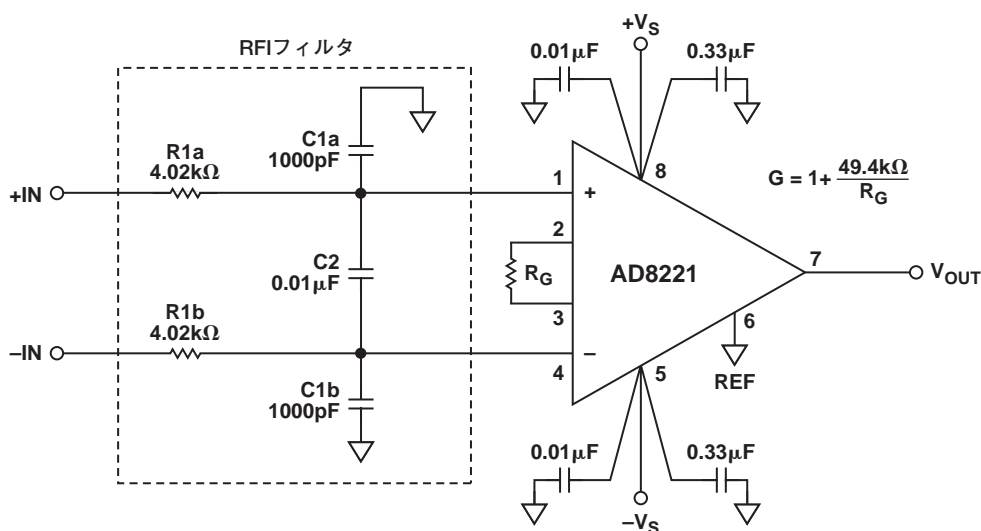 RFIフィルタ
+VS
0.01μF
0.33μF
C1a
1000pF
R1a
4.02kΩ
+IN
1
+
8
G = 1+ 49.4kΩ
RG
2
C2
0.01μF
RG
AD8221
7
VOUT
R1b
4.02kΩ
3
6
–IN
–
4
5
REF
C1b
1000pF
0.01μF
0.33μF
–VS